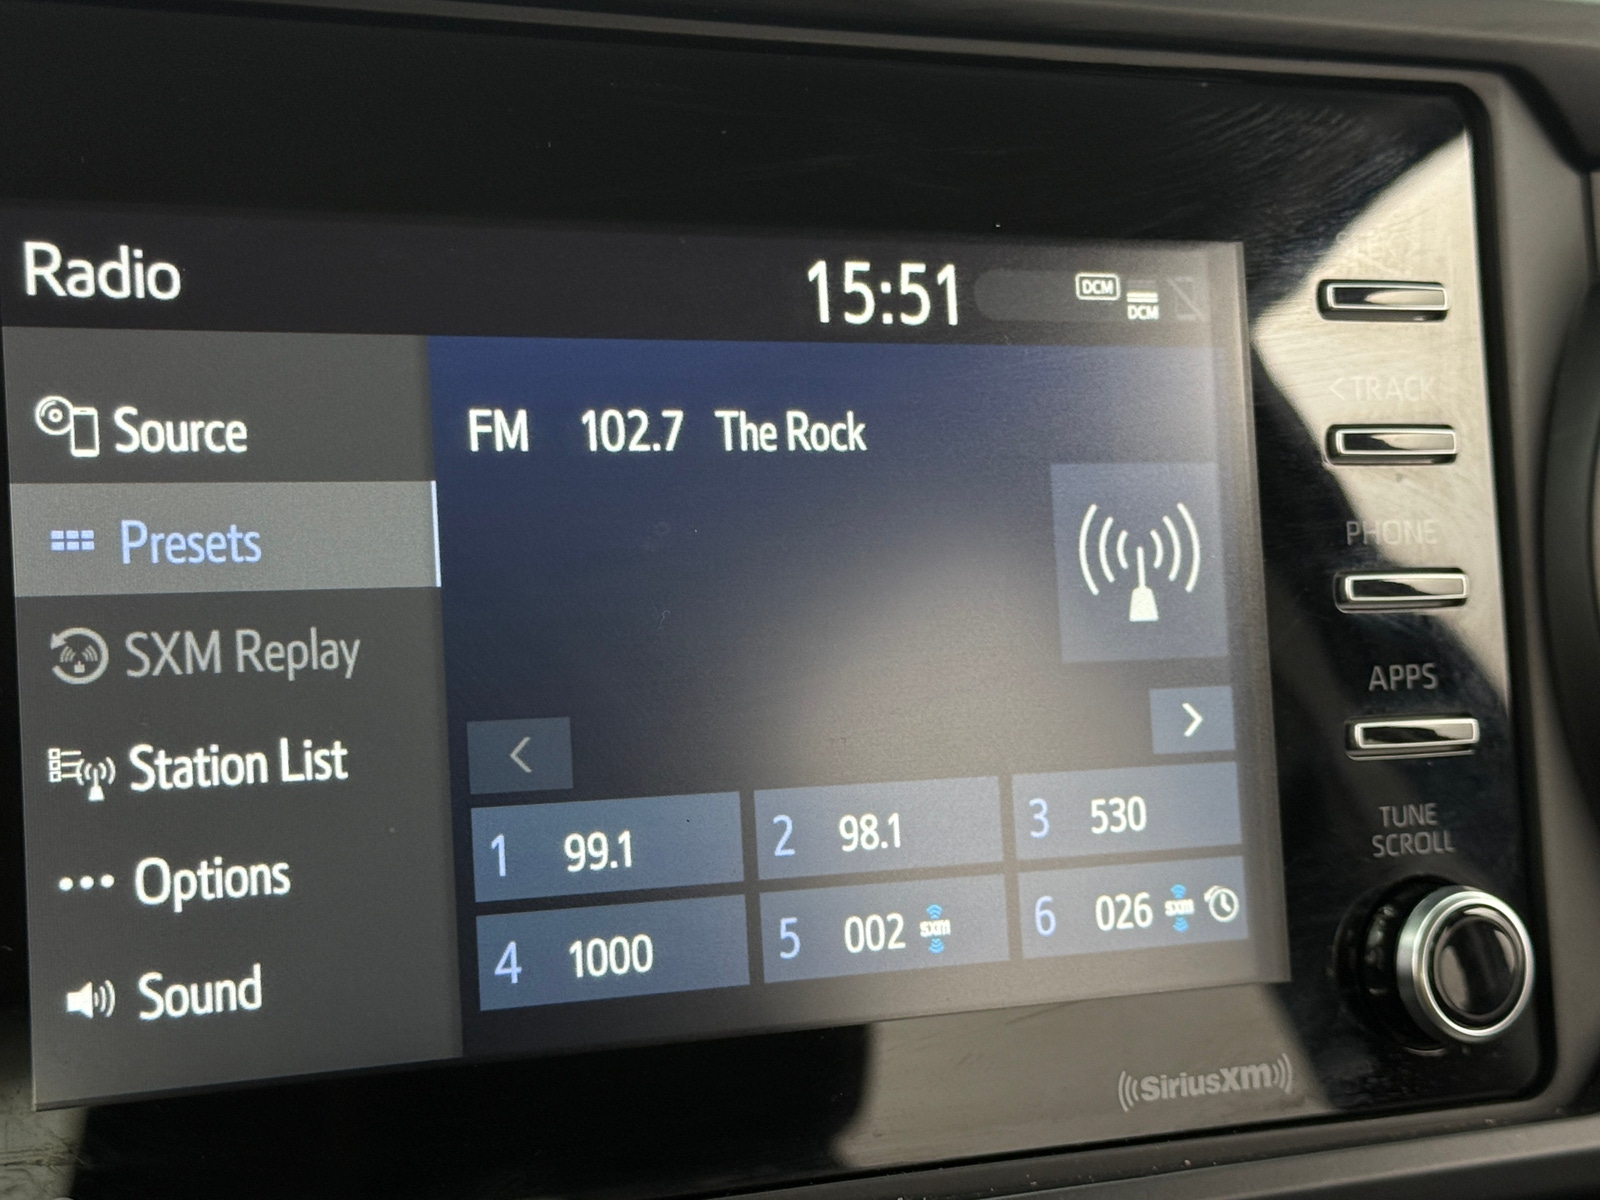 Radio
15:51
DCM
DCM
Source
Presets
SXM Replay
Station List
Options
Sound
FM 102.7 The Rock
<
>
1 99.1
2 98.1
3 530
4 1000
5 002 sxm
6 026 sxm
< TRACK
PHONE
APPS
TUNE
SCROLL
((SiriusXM))